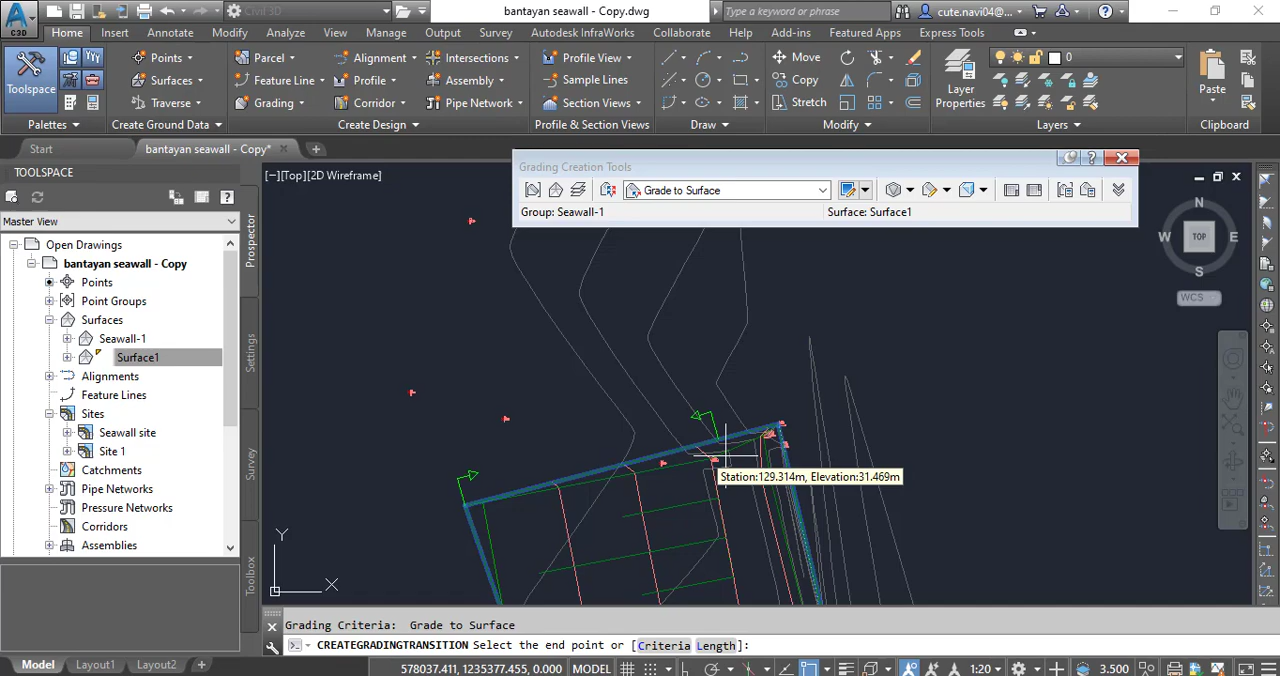 Civil 3D
bantayan seawall - Copy.dwg
Type a keyword or phrase
cute.navi04@...
C3D
Home Insert Annotate Modify Analyze View Manage Output Survey Autodesk InfraWorks Collaborate Help Add-ins Featured Apps Express Tools
Toolspace
Points
Surfaces
Traverse
Parcel
Feature Line
Grading
Alignment
Profile
Corridor
Intersections
Assembly
Pipe Network
Profile View
Sample Lines
Section Views
Move
Copy
Stretch
Layer
Properties
0
Paste
Palettes
Create Ground Data
Create Design
Profile & Section Views
Draw
Modify
Layers
Clipboard
Start
bantayan seawall - Copy*
TOOLSPACE
Master View
Open Drawings
bantayan seawall - Copy
Points
Point Groups
Surfaces
Seawall-1
Surface1
Alignments
Feature Lines
Sites
Seawall site
Site 1
Catchments
Pipe Networks
Pressure Networks
Corridors
Assemblies
Prospector
Settings
Survey
Toolbox
[−][Top][2D Wireframe]
Grading Creation Tools
Grade to Surface
Group: Seawall-1
Surface: Surface1
N
W
TOP
E
S
WCS
Station:129.314m, Elevation:31.469m
Y
X
Grading Criteria: Grade to Surface
CREATEGRADINGTRANSITION Select the end point or [Criteria Length]:
Model Layout1 Layout2
578037.411, 1235377.455, 0.000 MODEL
1:20
3.500